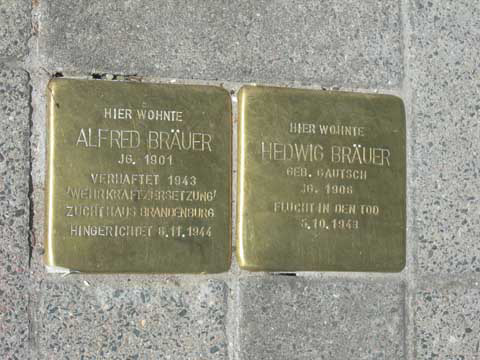 HIER WOHNTE
ALFRED BRÄUER
JG. 1901
VERHAFTET 1943
'WEHRKRAFTZERSETZUNG'
ZUCHTHAUS BRANDENBURG
HINGERICHTET 6.11.1944
HIER WOHNTE
HEDWIG BRÄUER
GEB. GAUTSCH
JG. 1906
FLUCHT IN DEN TOD
5.10.1943